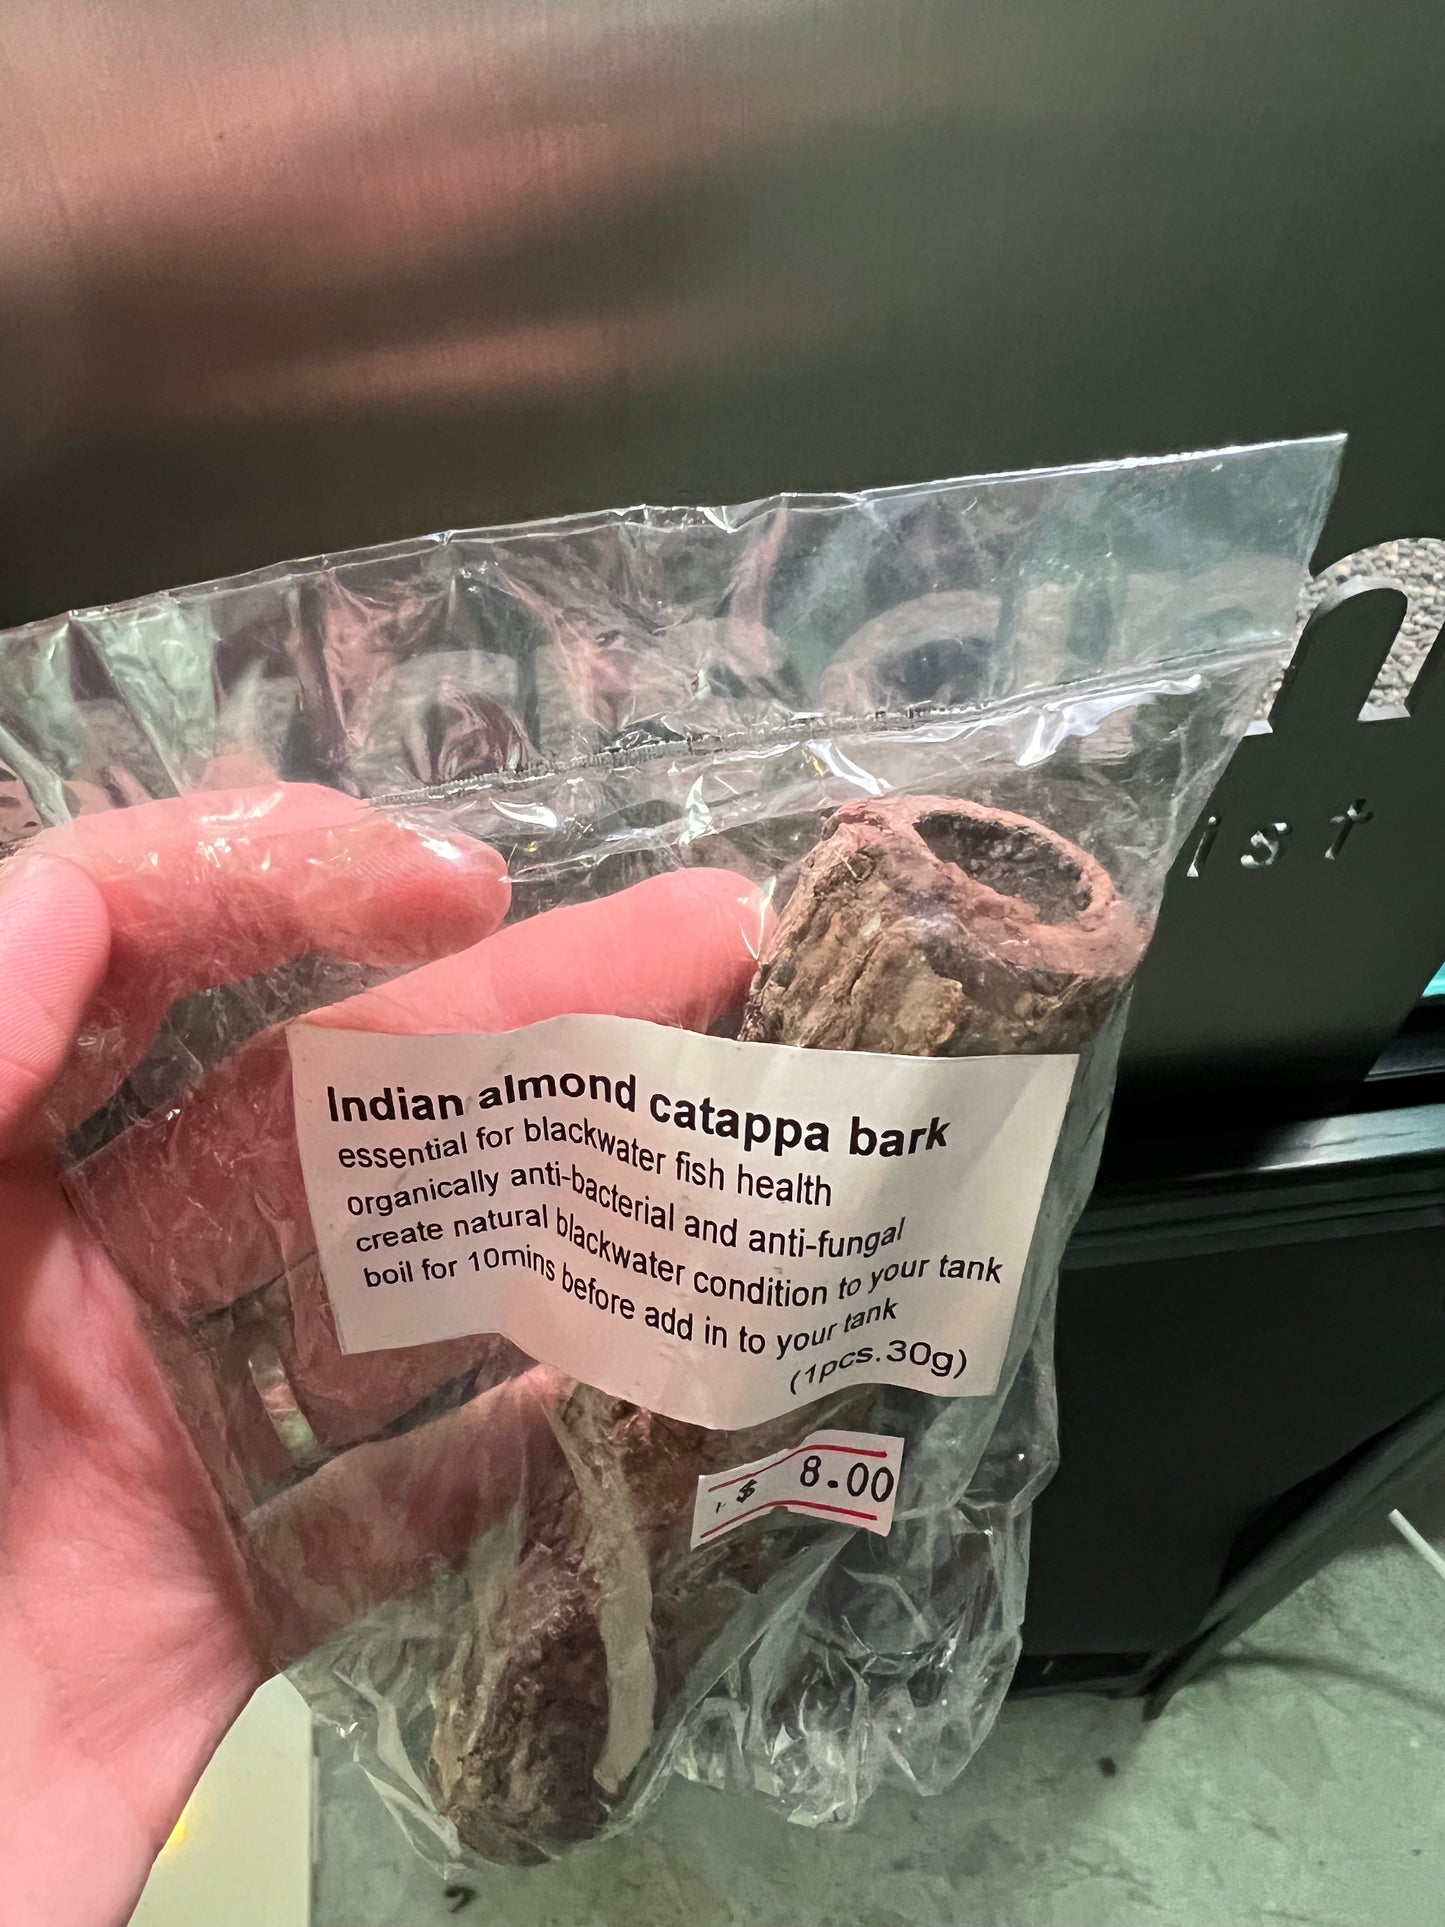 Indian almond catappa bark
essential for blackwater fish health
organically anti-bacterial and anti-fungal
create natural blackwater condition to your tank
boil for 10mins before add in to your tank
(1pcs.30g)
$ 8.00
n
ist